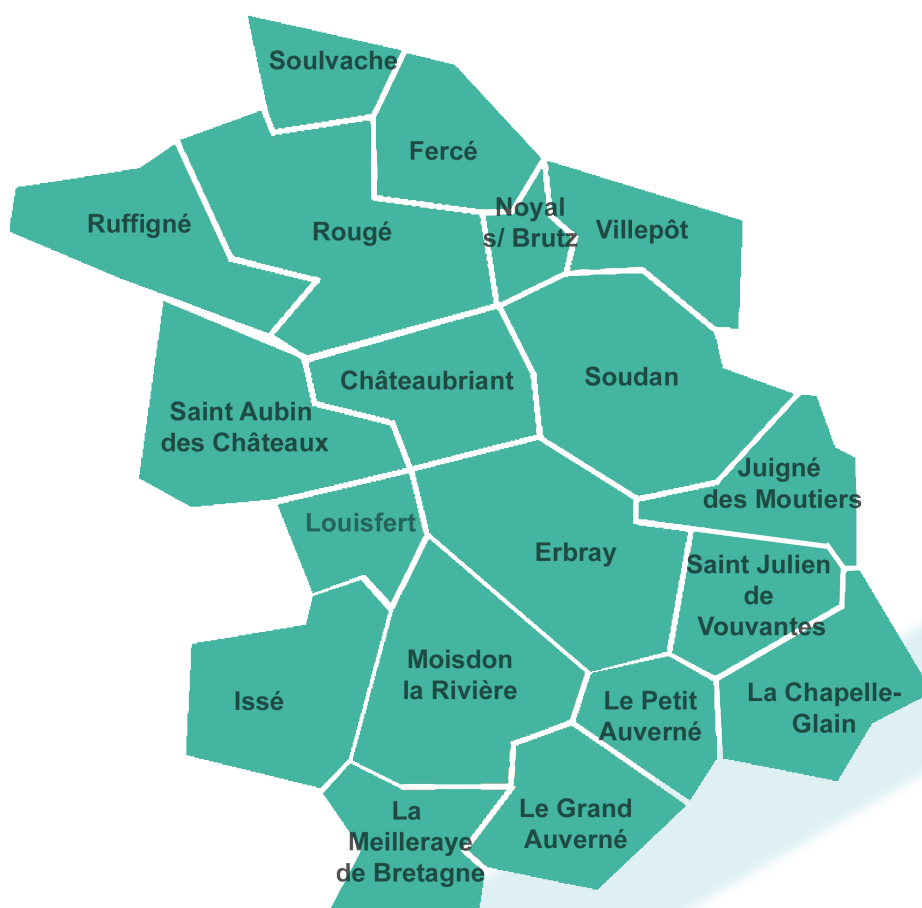 Soulvache
Fercé
Noyal
s/ Brutz
Villepôt
Ruffigné
Rougé
Châteaubriant
Soudan
Saint Aubin
des Châteaux
Juigné
des Moutiers
Louisfert
Erbray
Saint Julien
de
Vouvantes
Moisdon
la Rivière
Issé
Le Petit
Auverné
La Chapelle-
Glain
La
Meilleraye
de Bretagne
Le Grand
Auverné